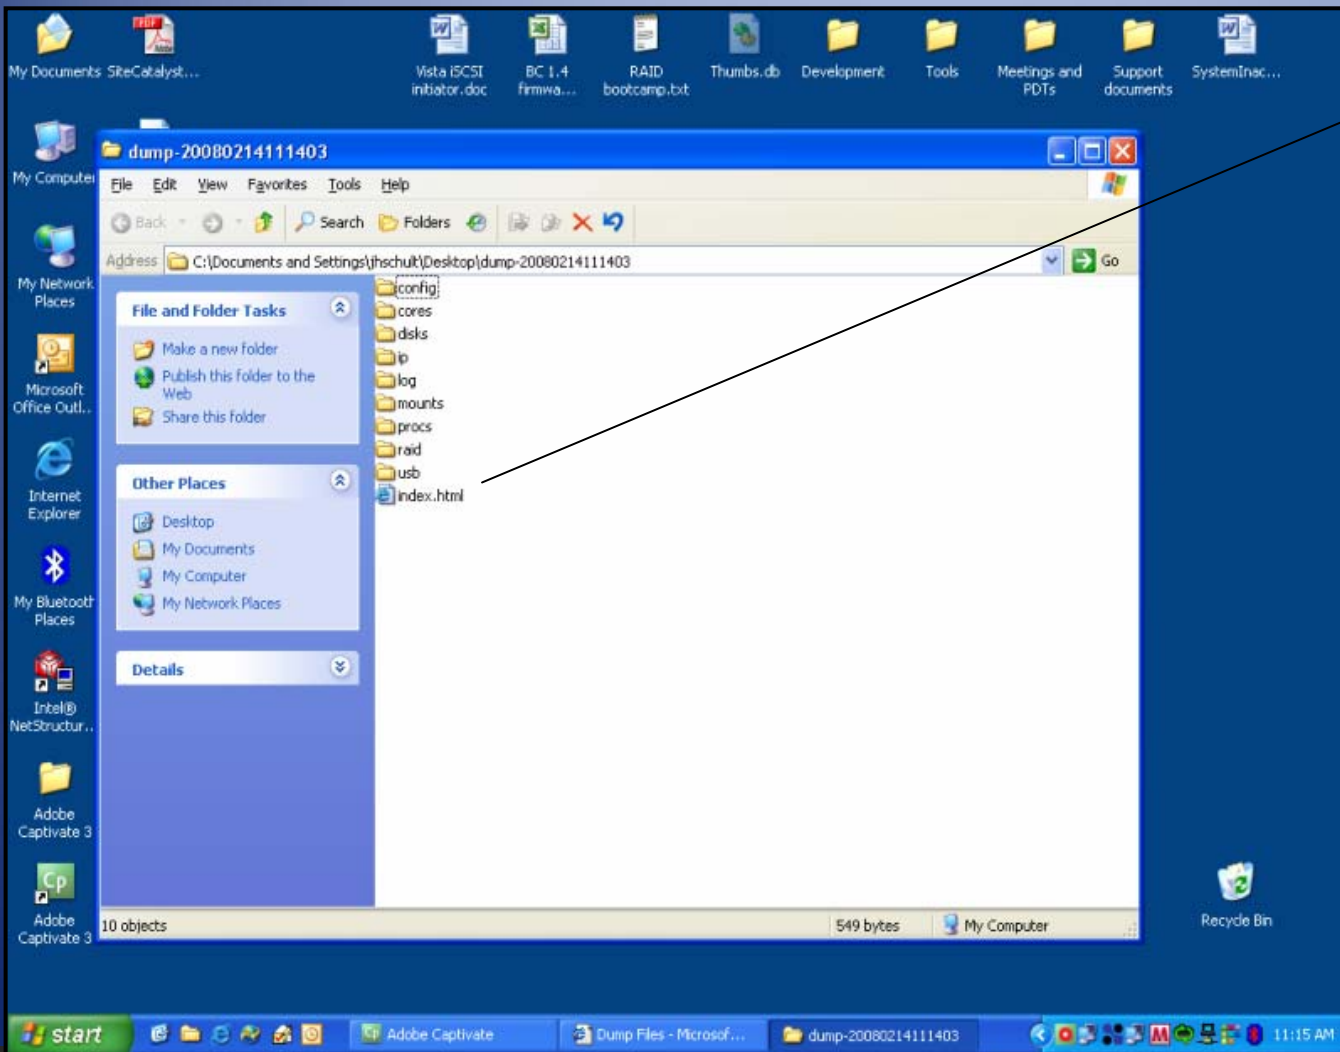 My Documents
SiteCatalyst...
Vista iSCSI
initiator.doc
BC 1.4
firmwa...
RAID
bootcamp.txt
Thumbs.db
Development
Tools
Meetings and
PDTs
Support
documents
SystemInac...
My Computer
dump-20080214111403
File Edit View Favorites Tools Help
Back Search Folders
Address C:\Documents and Settings\jhschult\Desktop\dump-20080214111403 Go
My Network
Places
Microsoft
Office Outl..
Internet
Explorer
My Bluetooth
Places
Intel®
NetStructur..
Adobe
Captivate 3
Cp
Adobe
Captivate 3
File and Folder Tasks
Make a new folder
Publish this folder to the
Web
Share this folder
Other Places
Desktop
My Documents
My Computer
My Network Places
Details
config
cores
disks
ip
log
mounts
procs
raid
usb
index.html
10 objects
549 bytes
My Computer
Recycle Bin
start
Adobe Captivate
Dump Files - Microsof...
dump-20080214111403
11:15 AM